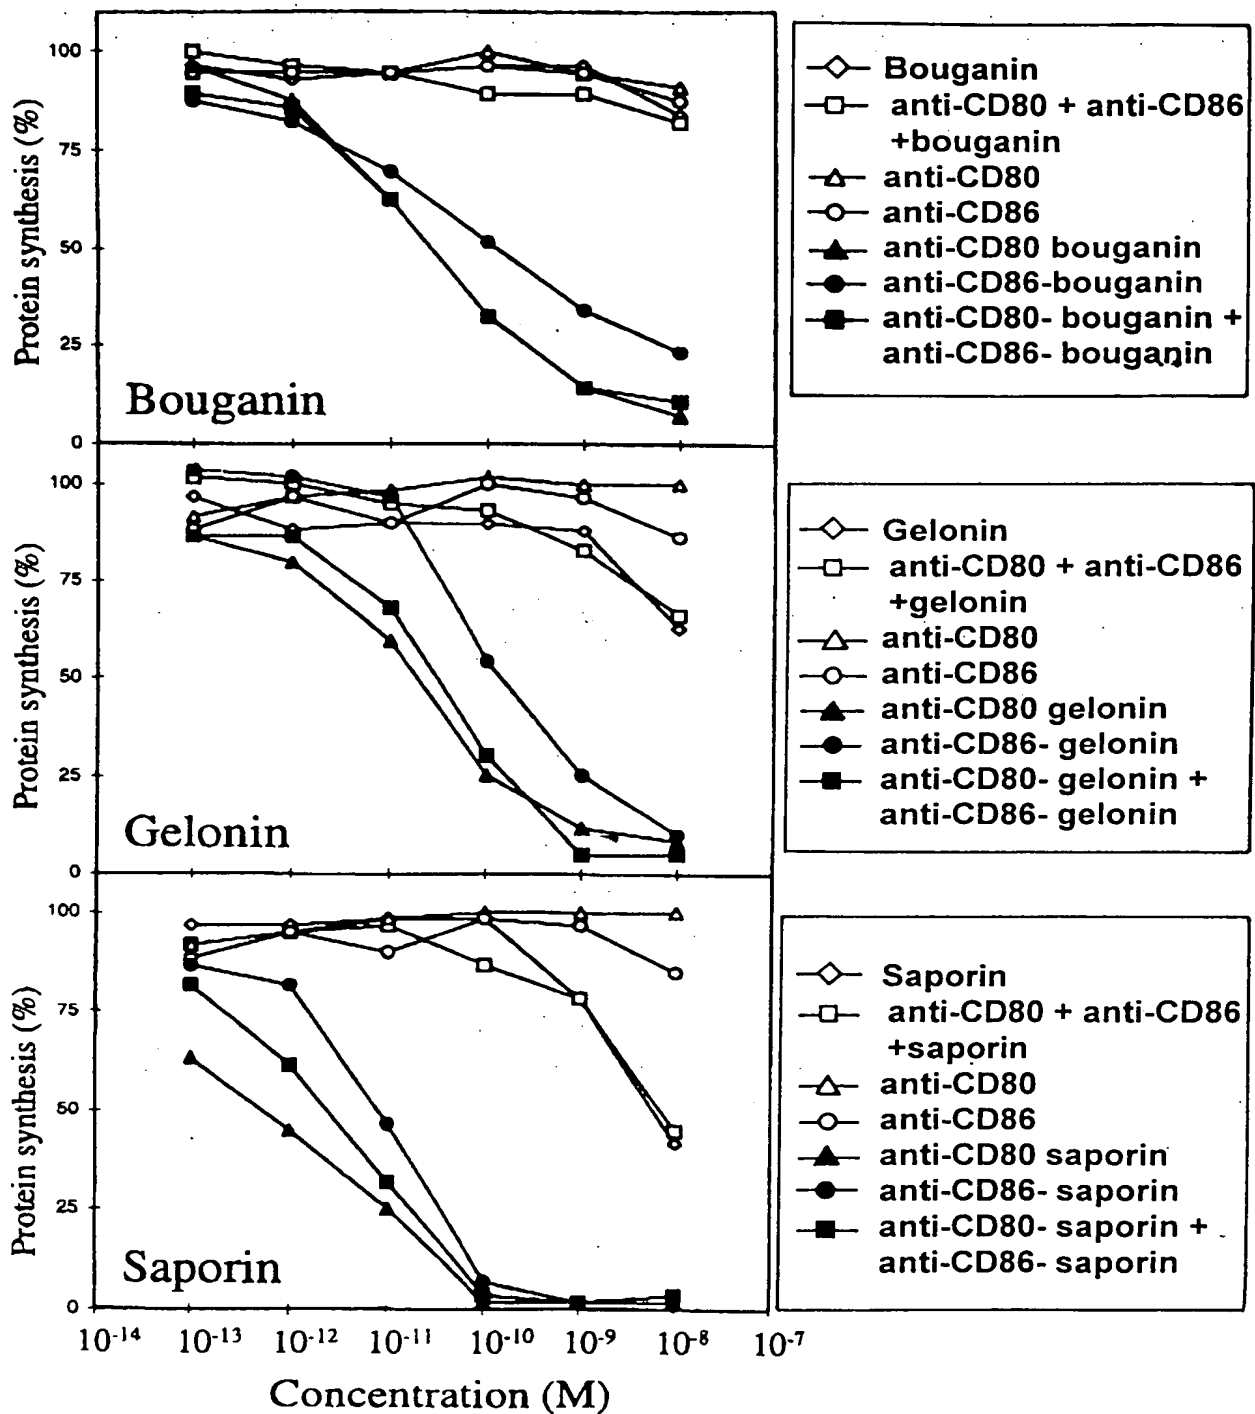 100
75
50
25
0
Protein synthesis (%)
Bouganin
Bouganin
anti-CD80 + anti-CD86
+bouganin
anti-CD80
anti-CD86
anti-CD80 bouganin
anti-CD86-bouganin
anti-CD80- bouganin +
anti-CD86- bouganin
100
75
50
25
0
Protein synthesis (%)
Gelonin
Gelonin
anti-CD80 + anti-CD86
+gelonin
anti-CD80
anti-CD86
anti-CD80 gelonin
anti-CD86- gelonin
anti-CD80- gelonin +
anti-CD86- gelonin
100
75
50
25
0
Protein synthesis (%)
Saporin
Saporin
anti-CD80 + anti-CD86
+saporin
anti-CD80
anti-CD86
anti-CD80 saporin
anti-CD86- saporin
anti-CD80- saporin +
anti-CD86- saporin
10⁻¹⁴ 10⁻¹³ 10⁻¹² 10⁻¹¹ 10⁻¹⁰ 10⁻⁹ 10⁻⁸ 10⁻⁷
Concentration (M)